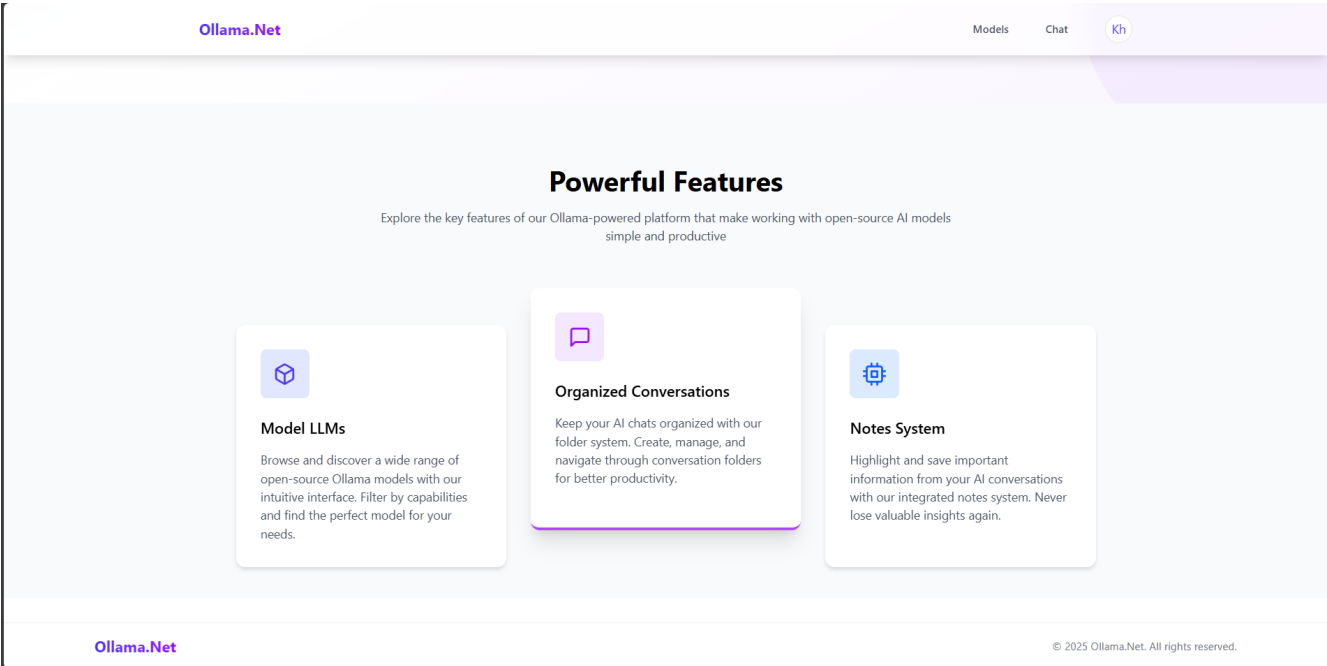 Ollama.Net
Models
Chat
Kh
Powerful Features
Explore the key features of our Ollama-powered platform that make working with open-source AI models
simple and productive
Model LLMs
Browse and discover a wide range of
open-source Ollama models with our
intuitive interface. Filter by capabilities
and find the perfect model for your
needs.
Organized Conversations
Keep your AI chats organized with our
folder system. Create, manage, and
navigate through conversation folders
for better productivity.
Notes System
Highlight and save important
information from your AI conversations
with our integrated notes system. Never
lose valuable insights again.
Ollama.Net
© 2025 Ollama.Net. All rights reserved.